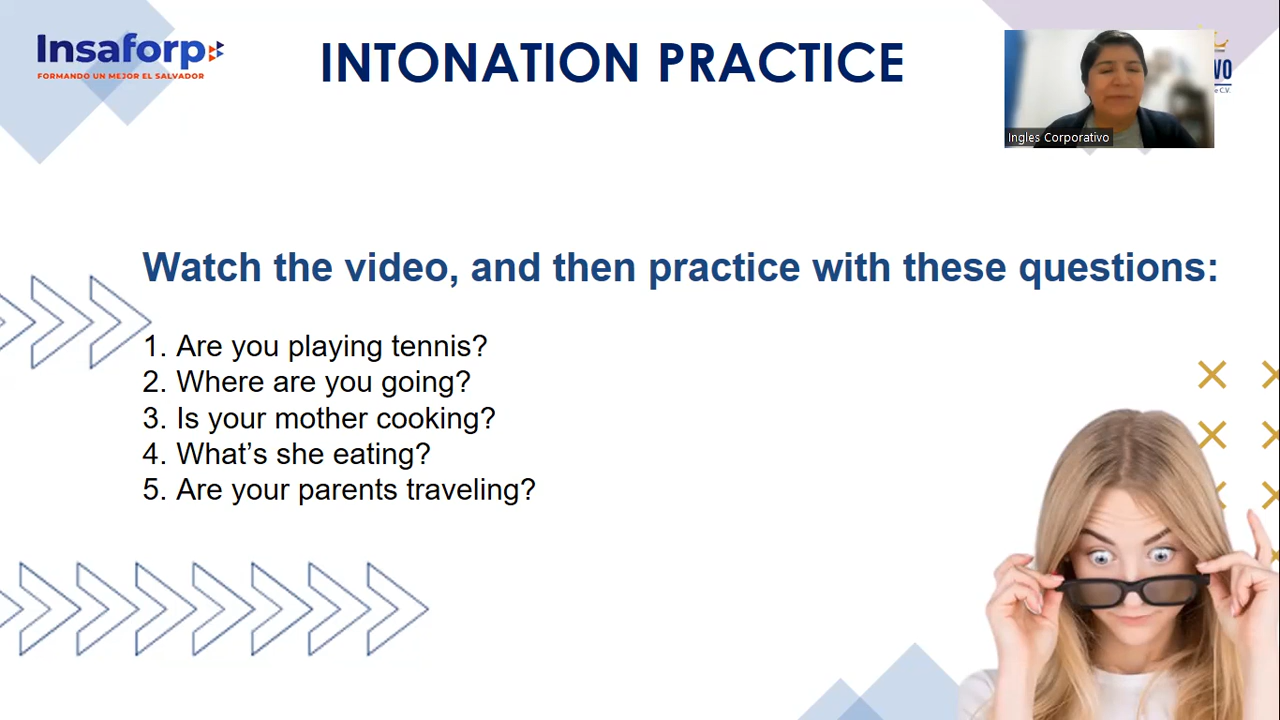 Insaforp
FORMANDO UN MEJOR EL SALVADOR
INTONATION PRACTICE
VO
e C.V.
Ingles Corporativo
Watch the video, and then practice with these questions:
1. Are you playing tennis?
2. Where are you going?
3. Is your mother cooking?
4. What’s she eating?
5. Are your parents traveling?